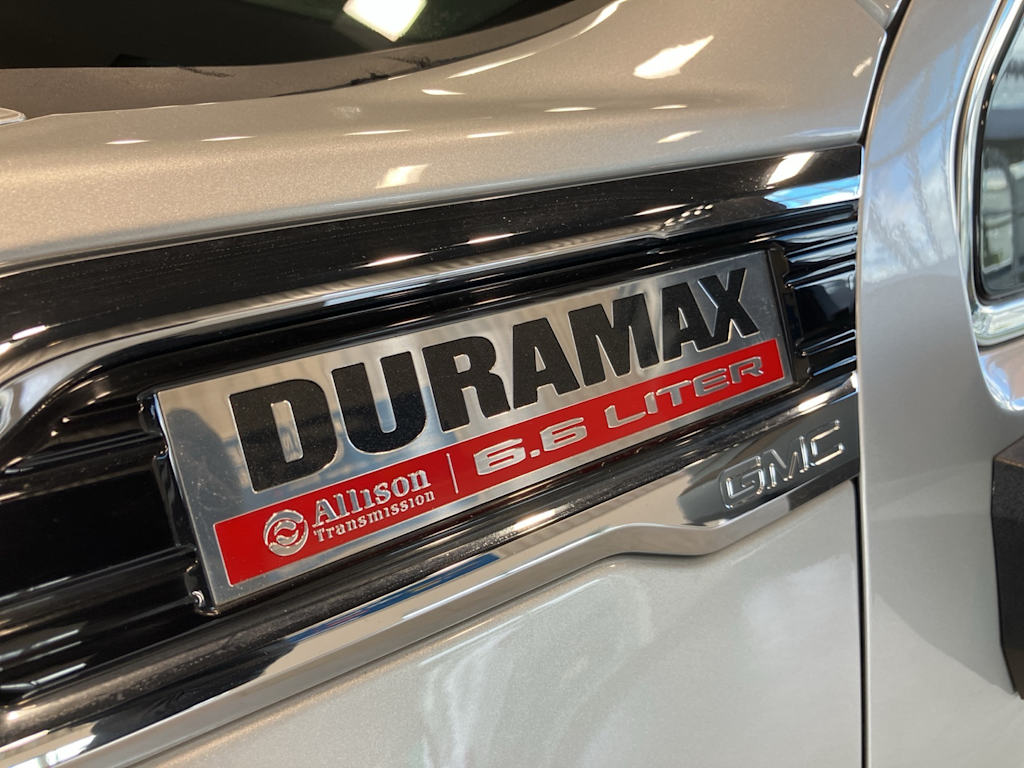 DURAMAX
Allison
Transmission
6.6 LITER
GMC